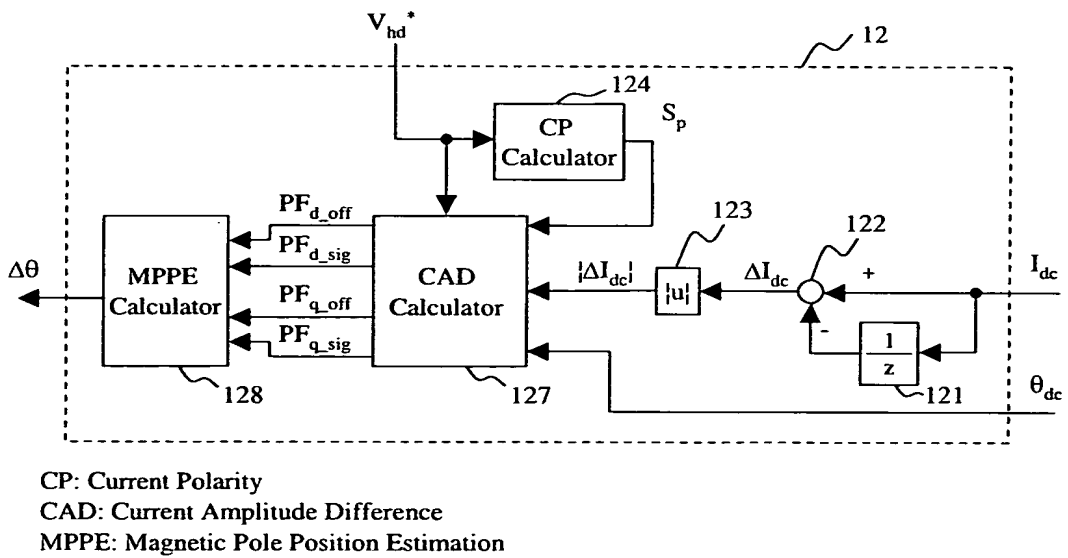 V_hd*
12
124
CP
Calculator
S_p
PF_d_off
PF_d_sig
PF_q_off
PF_q_sig
Δθ
MPPE
Calculator
128
CAD
Calculator
127
|ΔI_dc|
123
|u|
ΔI_dc
122
+
-
I_dc
1
z
121
θ_dc
CP: Current Polarity
CAD: Current Amplitude Difference
MPPE: Magnetic Pole Position Estimation